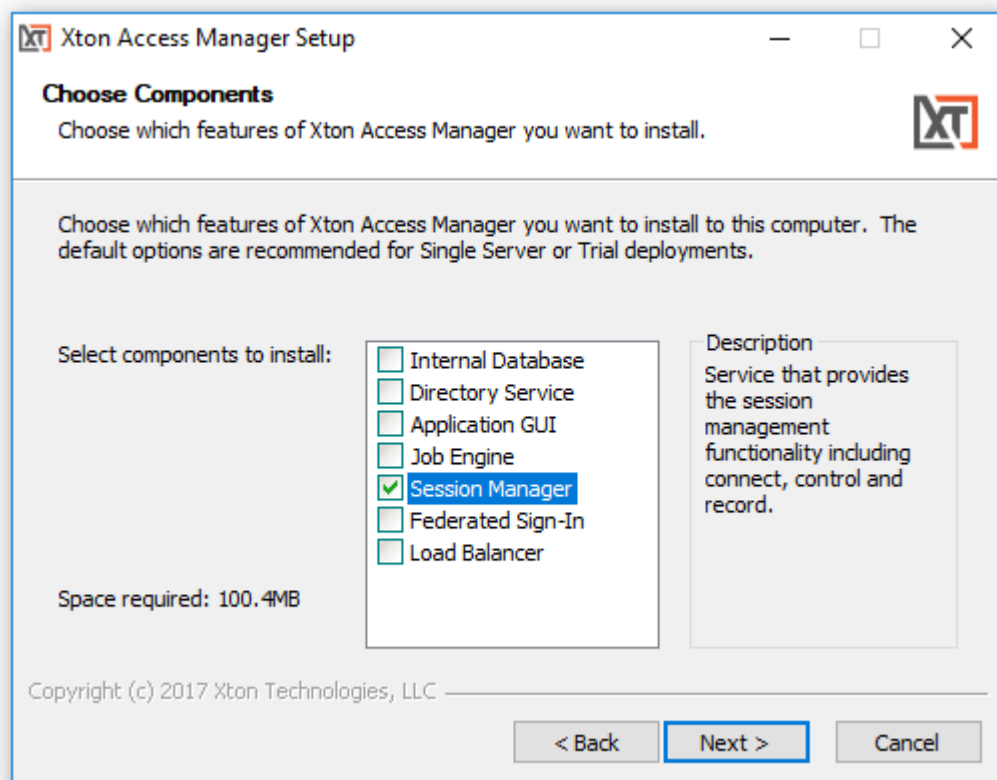 XT Xton Access Manager Setup
Choose Components
Choose which features of Xton Access Manager you want to install.
XT
Choose which features of Xton Access Manager you want to install to this computer. The
default options are recommended for Single Server or Trial deployments.
Select components to install:
Internal Database
Directory Service
Application GUI
Job Engine
Session Manager
Federated Sign-In
Load Balancer
Description
Service that provides
the session
management
functionality including
connect, control and
record.
Space required: 100.4MB
Copyright (c) 2017 Xton Technologies, LLC
< Back
Next >
Cancel